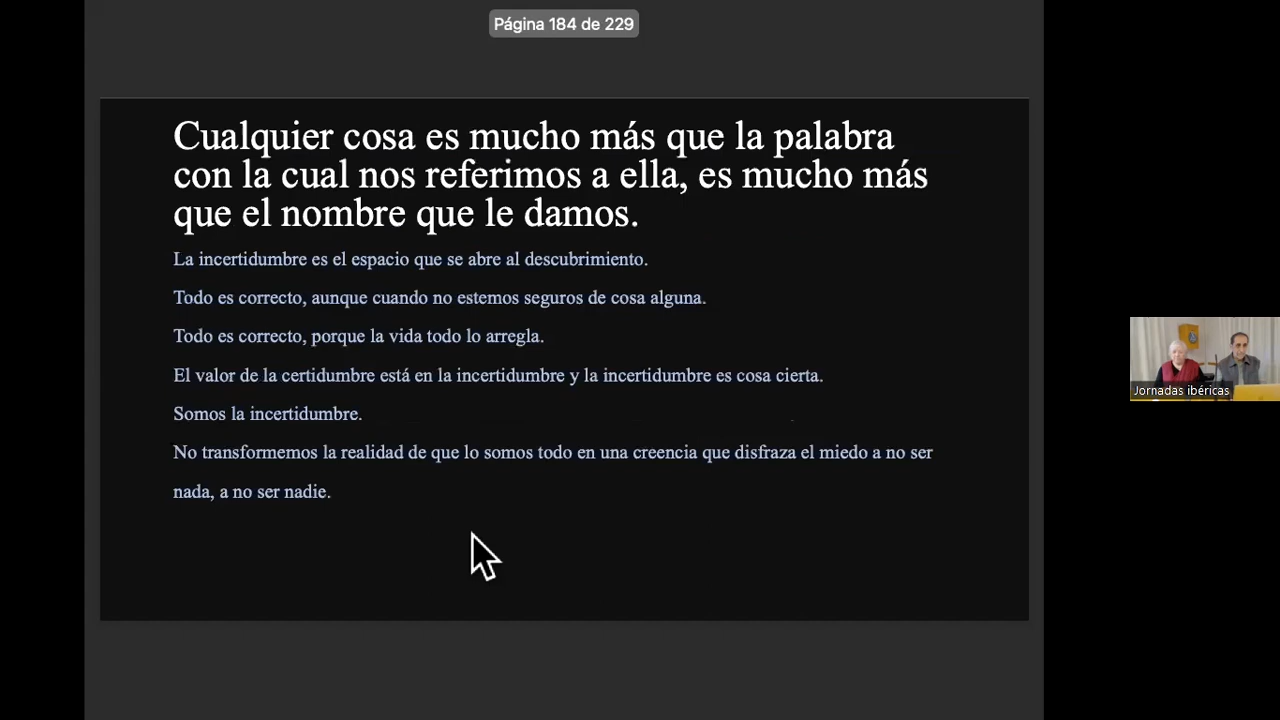 Página 184 de 229
Cualquier cosa es mucho más que la palabra
con la cual nos referimos a ella, es mucho más
que el nombre que le damos.
La incertidumbre es el espacio que se abre al descubrimiento.
Todo es correcto, aunque cuando no estemos seguros de cosa alguna.
Todo es correcto, porque la vida todo lo arregla.
El valor de la certidumbre está en la incertidumbre y la incertidumbre es cosa cierta.
Somos la incertidumbre.
No transformemos la realidad de que lo somos todo en una creencia que disfraza el miedo a no ser
nada, a no ser nadie.
Jornadas ibéricas